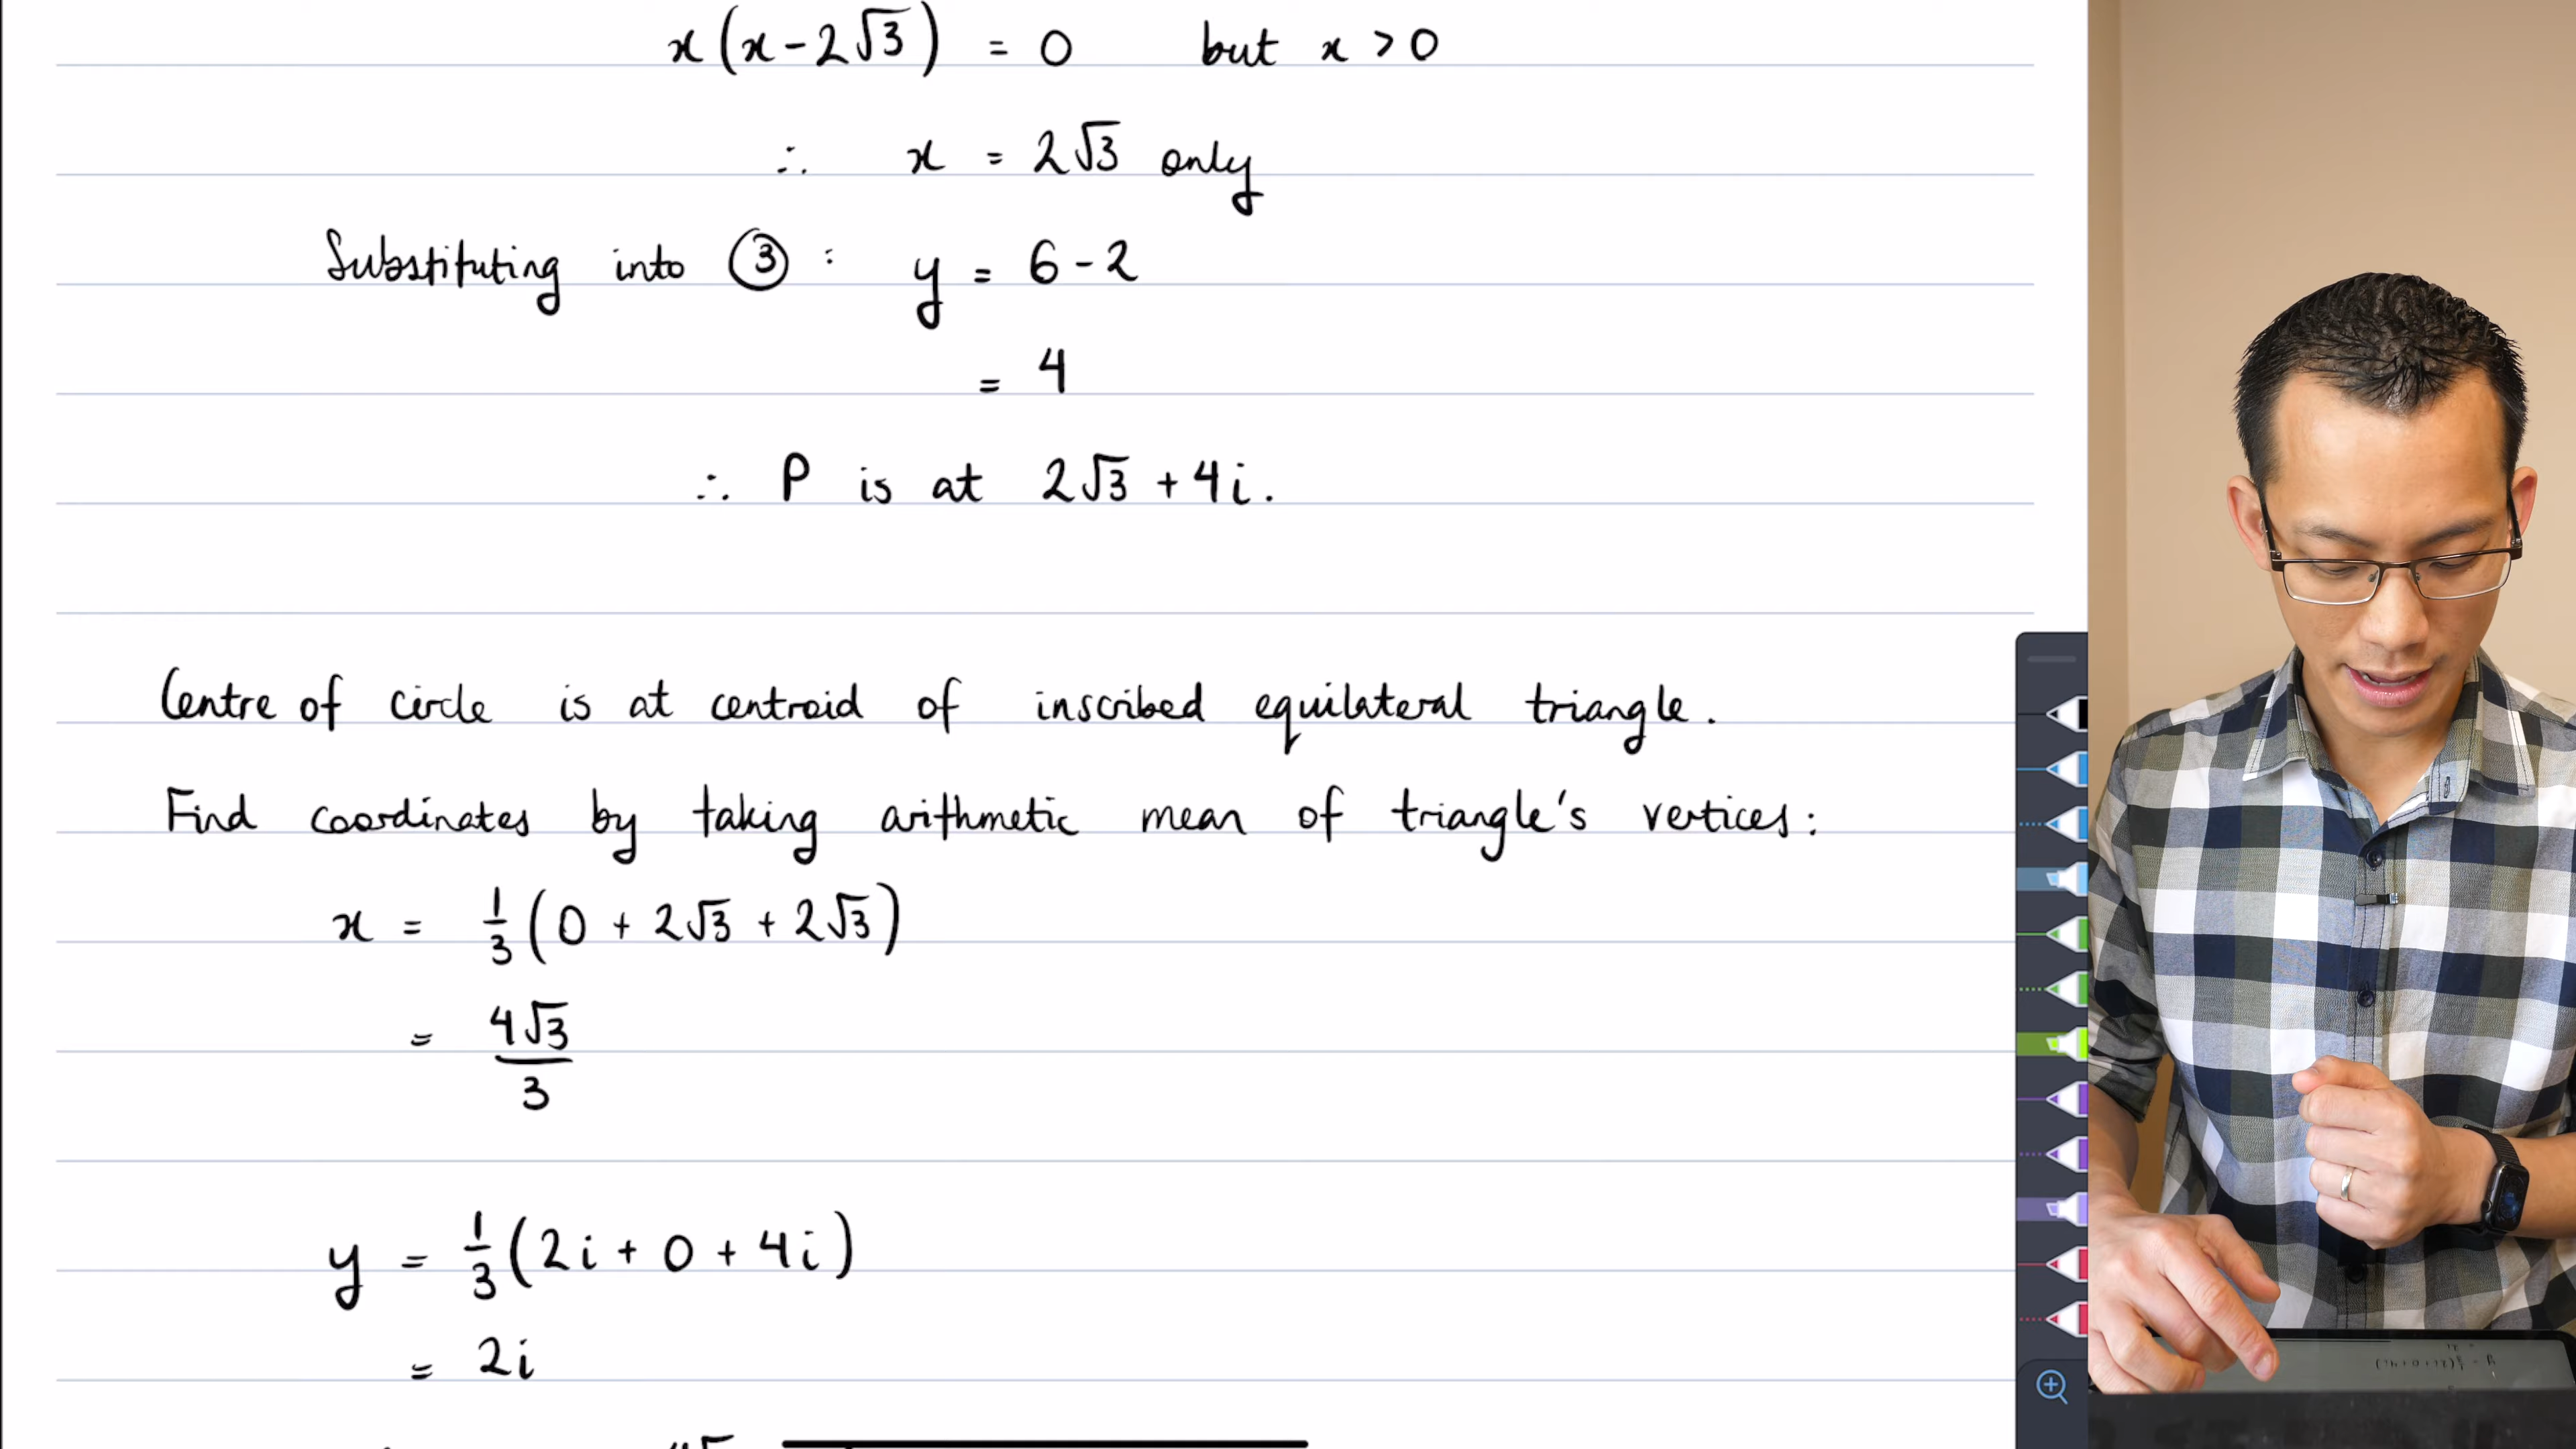 x(x-2√3) = 0 but x > 0
∴ x = 2√3 only
Substituting into ③ : y = 6 - 2
= 4
∴ P is at 2√3 + 4i.
Centre of circle is at centroid of inscribed equilateral triangle.
Find coordinates by taking arithmetic mean of triangle's vertices:
x = 1/3 (0 + 2√3 + 2√3)
= 4√3/3
y = 1/3 (2i + 0 + 4i)
= 2i